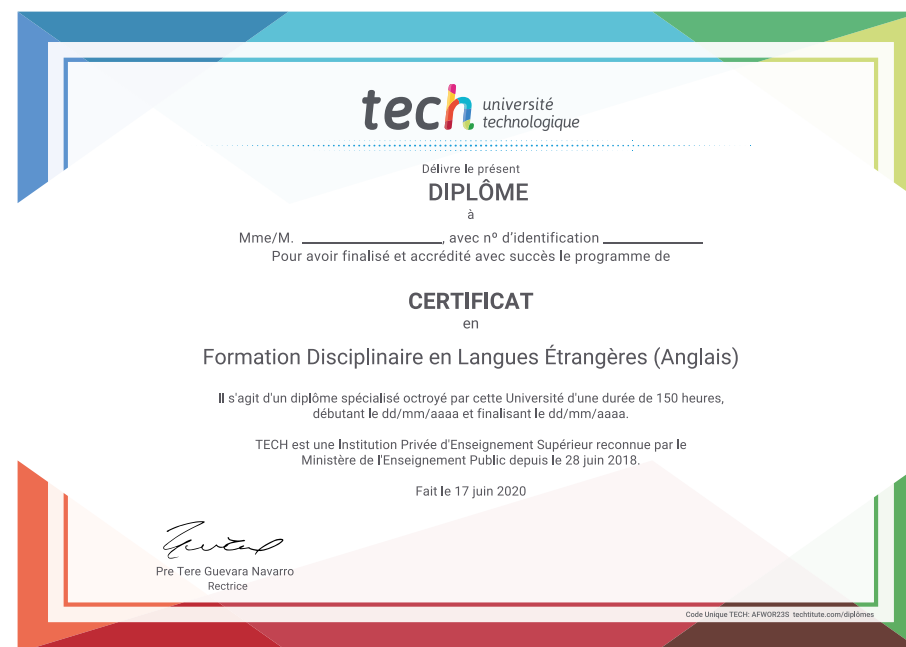 tech université
technologique
Délivre le présent
DIPLÔME
à
Mme/M. ____________________, avec nº d'identification ______________
Pour avoir finalisé et accrédité avec succès le programme de
CERTIFICAT
en
Formation Disciplinaire en Langues Étrangères (Anglais)
Il s'agit d'un diplôme spécialisé octroyé par cette Université d'une durée de 150 heures,
débutant le dd/mm/aaaa et finalisant le dd/mm/aaaa.
TECH est une Institution Privée d'Enseignement Supérieur reconnue par le
Ministère de l'Enseignement Public depuis le 28 juin 2018.
Fait le 17 juin 2020
Pre Tere Guevara Navarro
Rectrice
Code Unique TECH: AFWOR23S techtitute.com/diplômes